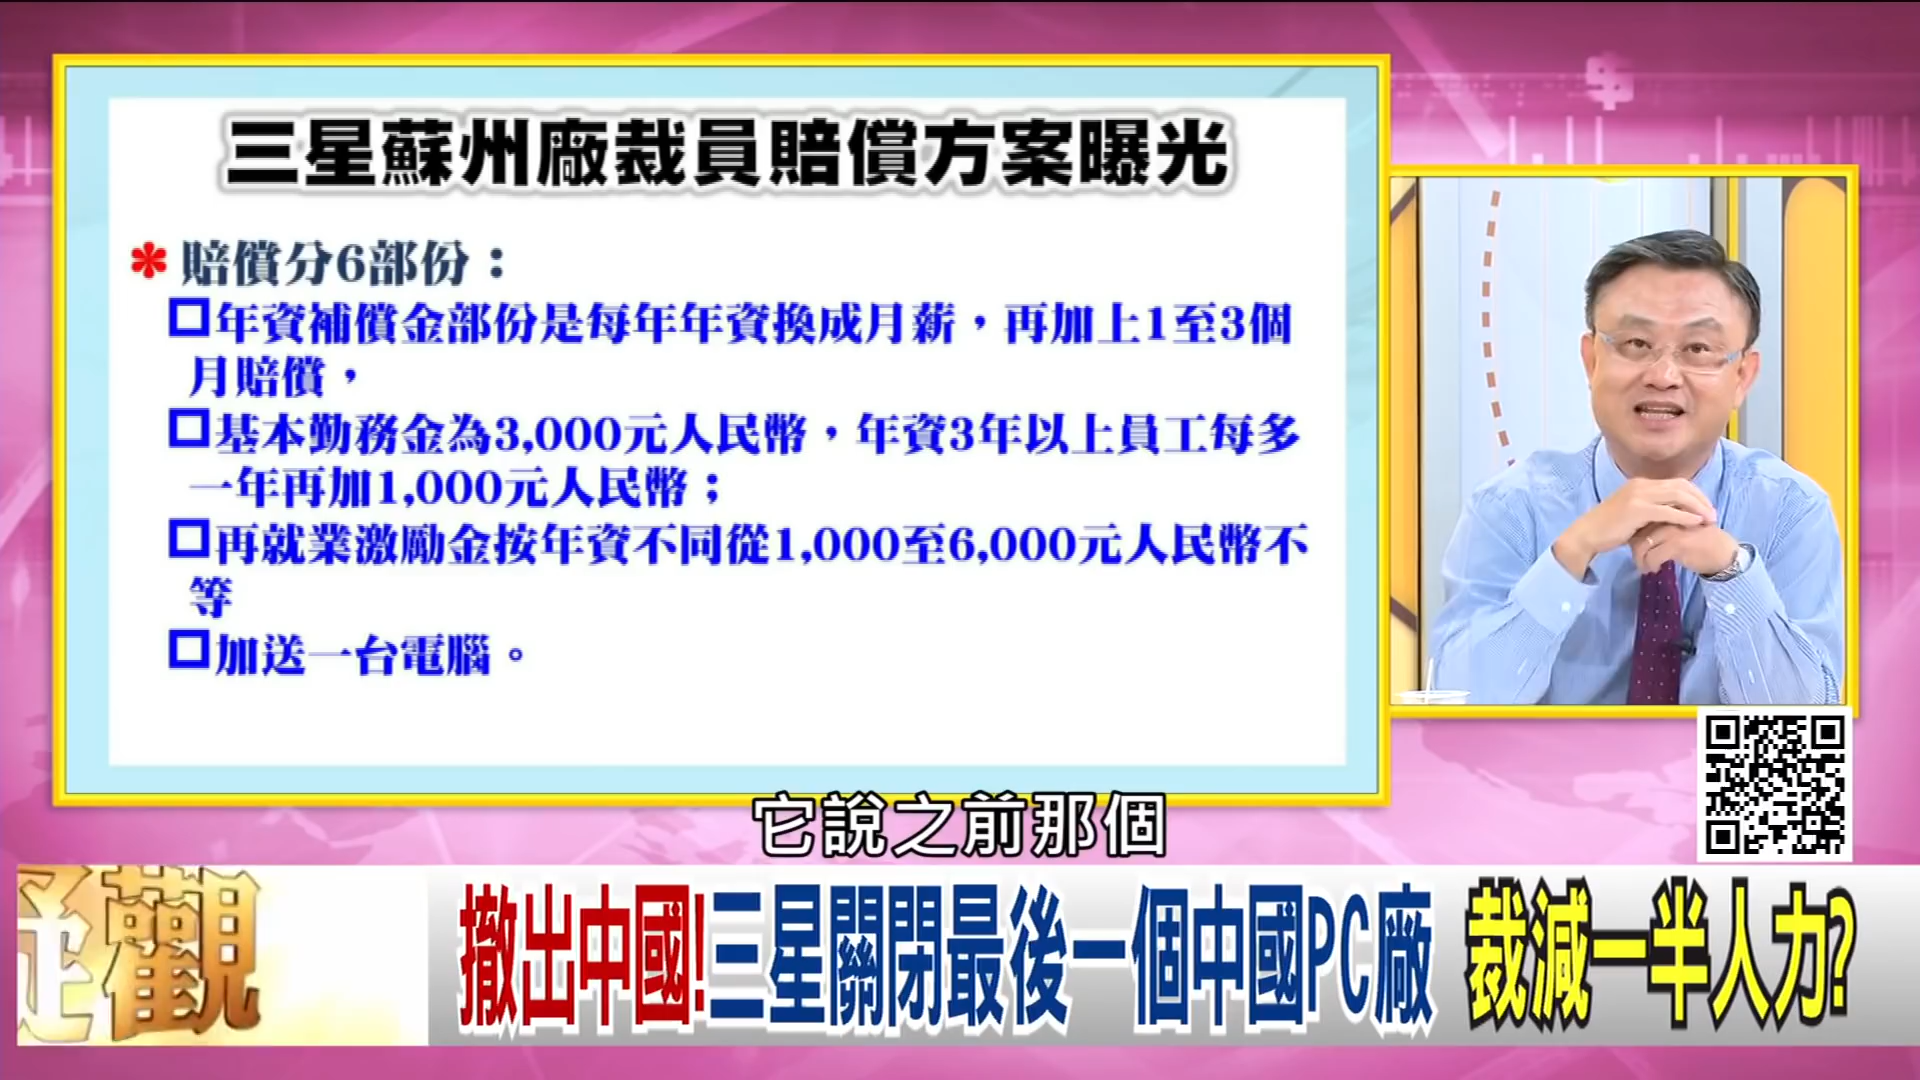 三星蘇州廠裁員賠償方案曝光
✽賠償分6部份：
□年資補償金部份是每年年資換成月薪，再加上1至3個
月賠償，
□基本勤務金為3,000元人民幣，年資3年以上員工每多
一年再加1,000元人民幣；
□再就業激勵金按年資不同從1,000至6,000元人民幣不
等
□加送一台電腦。
它說之前那個
觀
撤出中國!三星關閉最後一個中國PC廠 裁減一半人力?